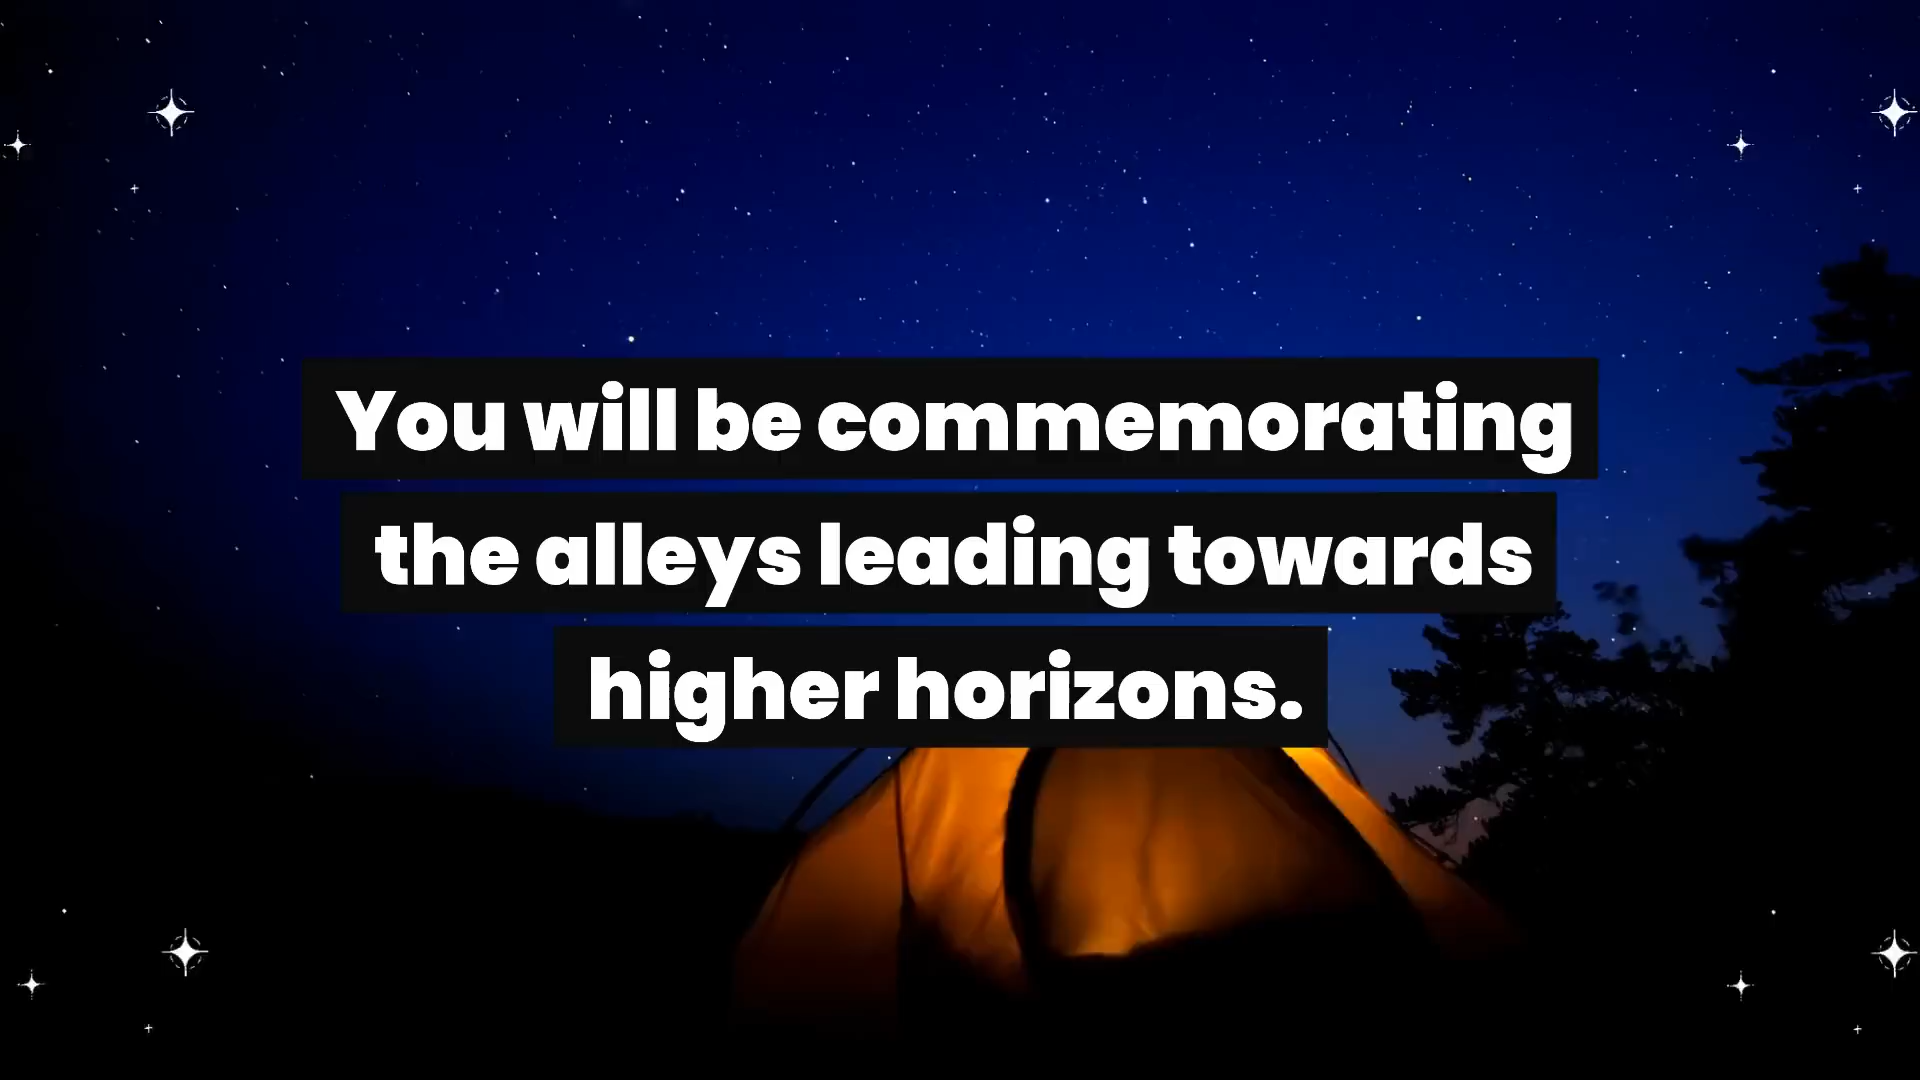 You will be commemorating
the alleys leading towards
higher horizons.